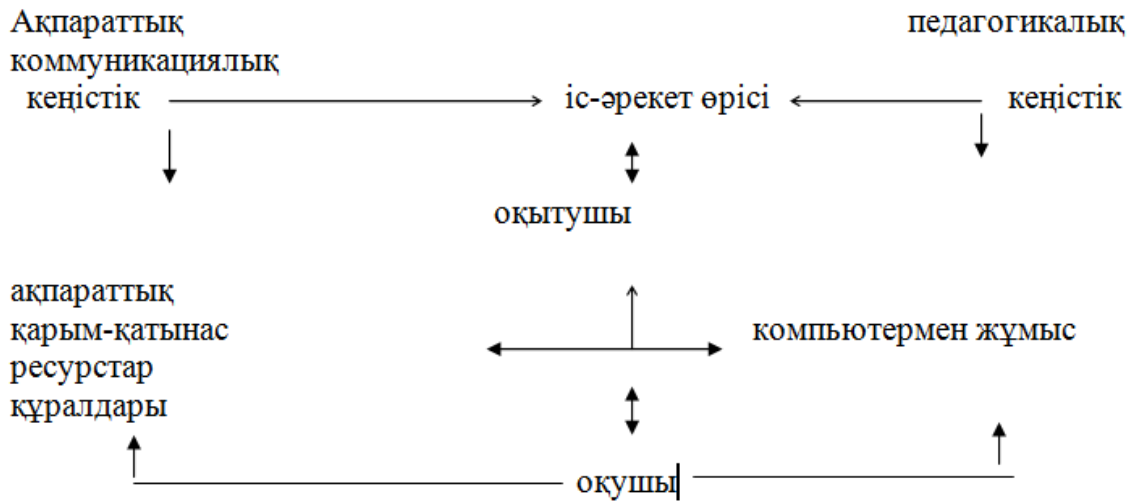 Ақпараттық
педагогикалық
коммуникациялық
кеңістік
іс-әрекет өрісі
кеңістік
оқытушы
ақпараттық
қарым-қатынас
компьютермен жұмыс
ресурстар
құралдары
оқушы